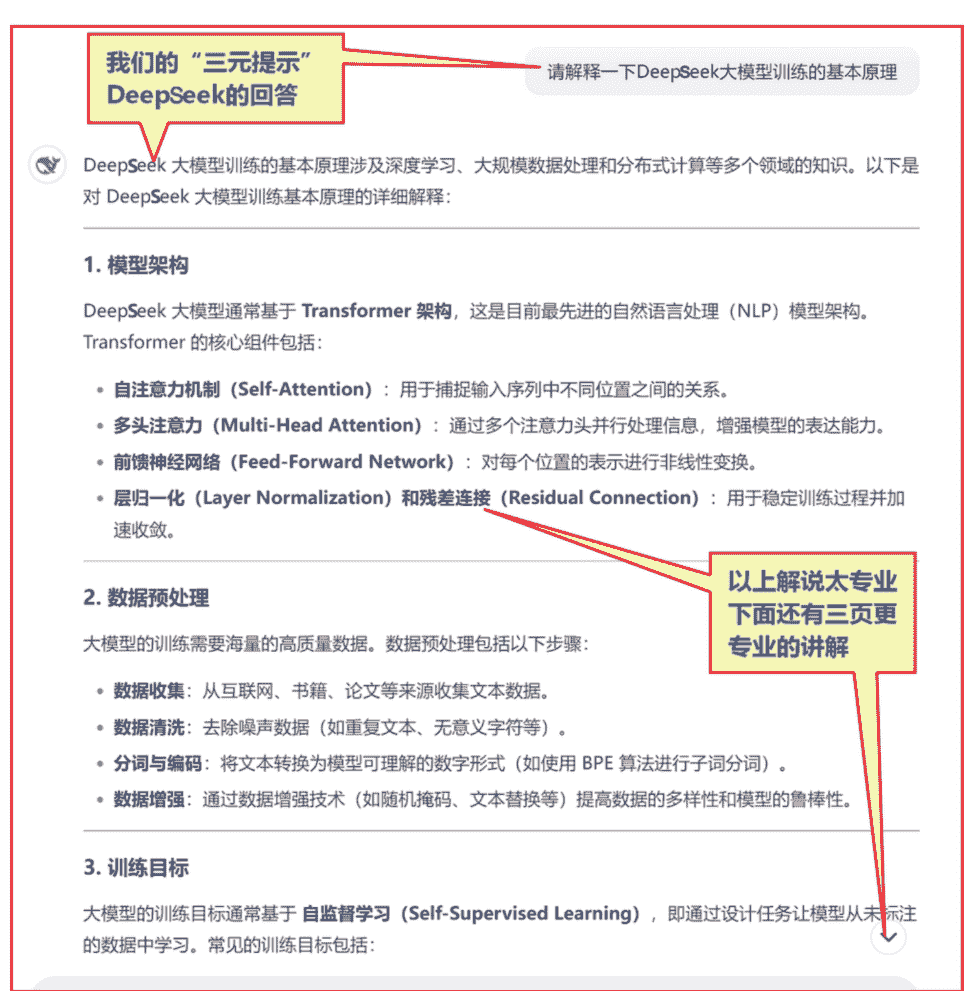 我们的“三元提示”
DeepSeek的回答
请解释一下DeepSeek大模型训练的基本原理
DeepSeek 大模型训练的基本原理涉及深度学习、大规模数据处理和分布式计算等多个领域的知识。以下是
对 DeepSeek 大模型训练基本原理的详细解释：
1. 模型架构
DeepSeek 大模型通常基于 Transformer 架构，这是目前最先进的自然语言处理（NLP）模型架构。
Transformer 的核心组件包括：
• 自注意力机制（Self-Attention）：用于捕捉输入序列中不同位置之间的关系。
• 多头注意力（Multi-Head Attention）：通过多个注意力头并行处理信息，增强模型的表达能力。
• 前馈神经网络（Feed-Forward Network）：对每个位置的表示进行非线性变换。
• 层归一化（Layer Normalization）和残差连接（Residual Connection）：用于稳定训练过程并加
速收敛。
以上解说太专业
下面还有三页更
专业的讲解
2. 数据预处理
大模型的训练需要海量的高质量数据。数据预处理包括以下步骤：
• 数据收集：从互联网、书籍、论文等来源收集文本数据。
• 数据清洗：去除噪声数据（如重复文本、无意义字符等）。
• 分词与编码：将文本转换为模型可理解的数字形式（如使用 BPE 算法进行子词分词）。
• 数据增强：通过数据增强技术（如随机掩码、文本替换等）提高数据的多样性和模型的鲁棒性。
3. 训练目标
大模型的训练目标通常基于 自监督学习（Self-Supervised Learning），即通过设计任务让模型从未标注
的数据中学习。常见的训练目标包括：